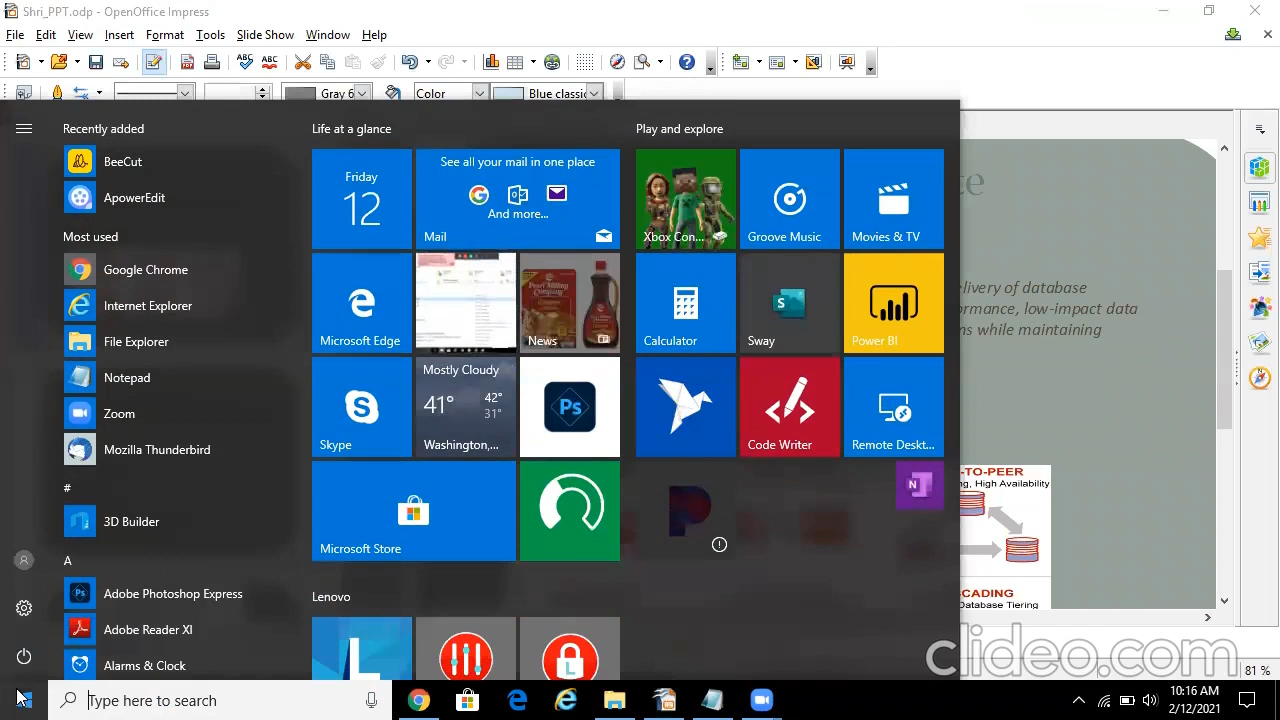 Shri_PPT.odp - OpenOffice Impress
File Edit View Insert Format Tools Slide Show Window Help
Gray 6
Color
Blue classic
Recently added
BeeCut
ApowerEdit
Most used
Google Chrome
Internet Explorer
File Explorer
Notepad
Zoom
Mozilla Thunderbird
#
3D Builder
A
Adobe Photoshop Express
Adobe Reader XI
Alarms & Clock
Life at a glance
Friday
12
See all your mail in one place
And more...
Mail
Microsoft Edge
News
Skype
Mostly Cloudy
41°
42°
31°
Washington,...
Ps
Microsoft Store
Lenovo
Play and explore
Xbox Con...
Groove Music
Movies & TV
Calculator
Sway
Power BI
Code Writer
Remote Deskt...
livery of database
ormance, low-impact data
ns while maintaining
-TO-PEER
ng, High Availability
CADING
Database Tiering
clideo.com
81 %
Type here to search
10:16 AM
2/12/2021